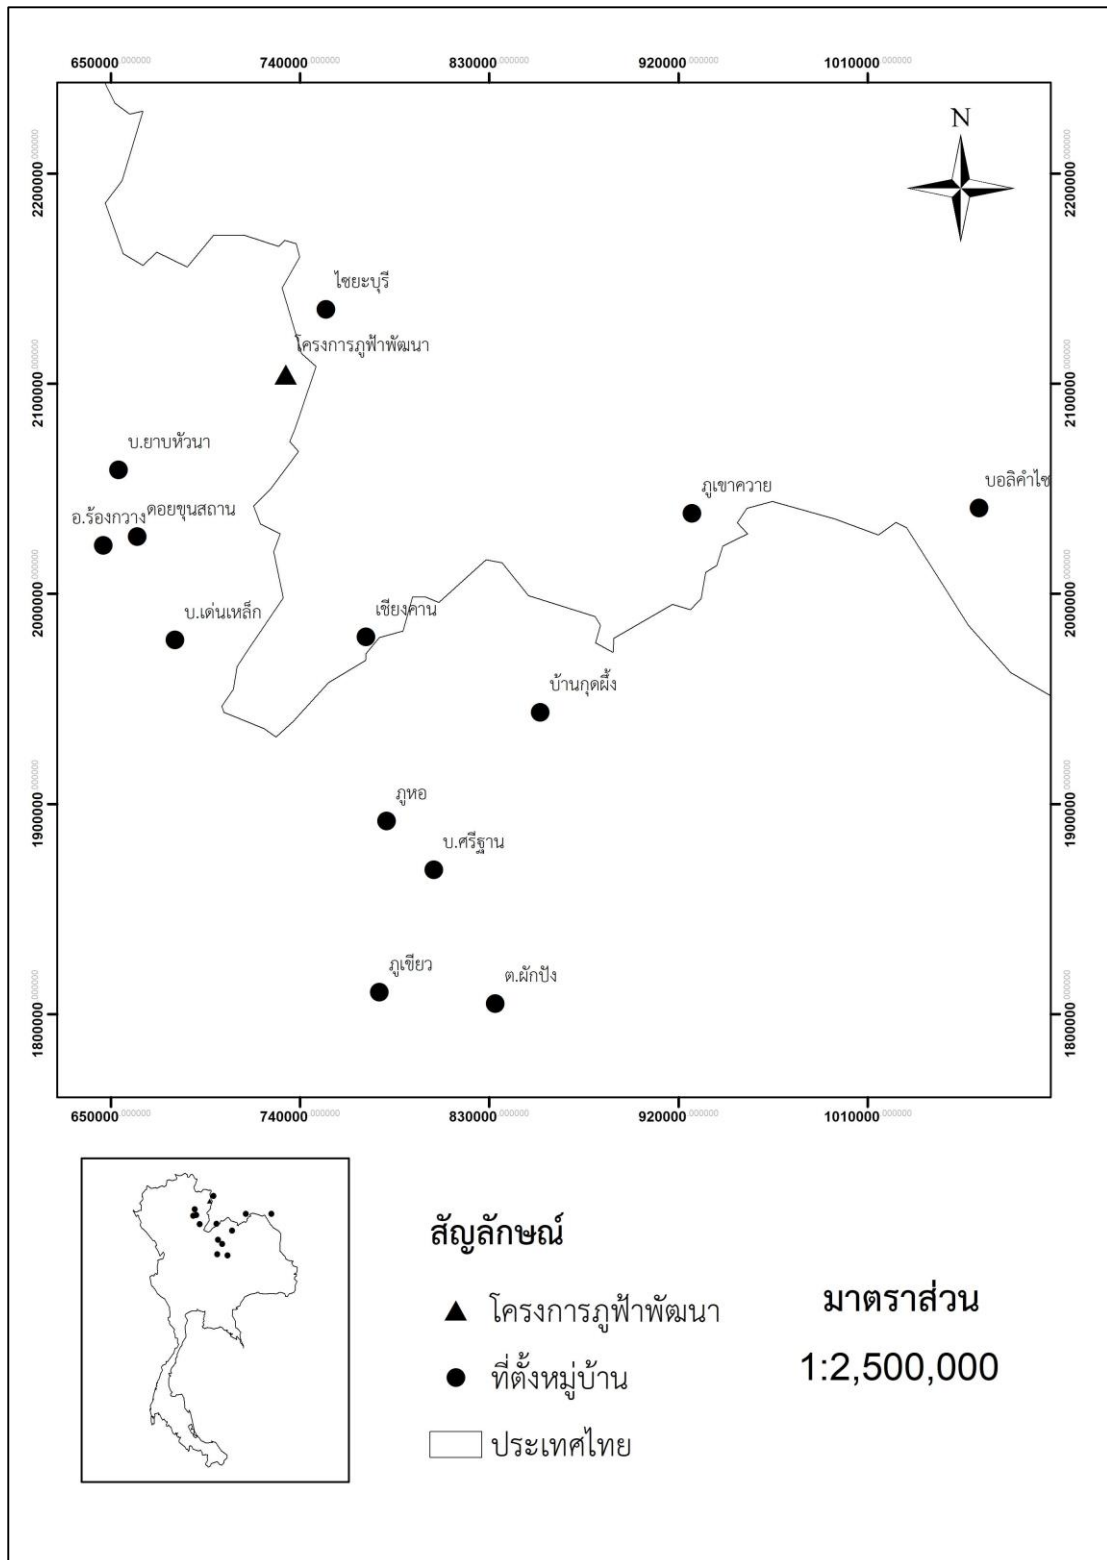 650000.000000 740000.000000 830000.000000 920000.000000 1010000.000000
N
2200000.000000 2200000.000000
ไชยะบุรี
โครงการภูฟ้าพัฒนา
2100000.000000 2100000.000000
บ.ยาบหัวนา
อ.ร้องกวาง ดอยขุนสถาน
ภูเขาควาย
บอลิคำไซ
2000000.000000 2000000.000000
บ.เด่นเหล็ก
เชียงคาน
บ้านกุดผึ้ง
1900000.000000 1900000.000000
ภูหอ
บ.ศรีฐาน
ภูเขียว
ต.ผักปัง
1800000.000000 1800000.000000
650000.000000 740000.000000 830000.000000 920000.000000 1010000.000000
สัญลักษณ์
โครงการภูฟ้าพัฒนา
ที่ตั้งหมู่บ้าน
ประเทศไทย
มาตราส่วน
1:2,500,000